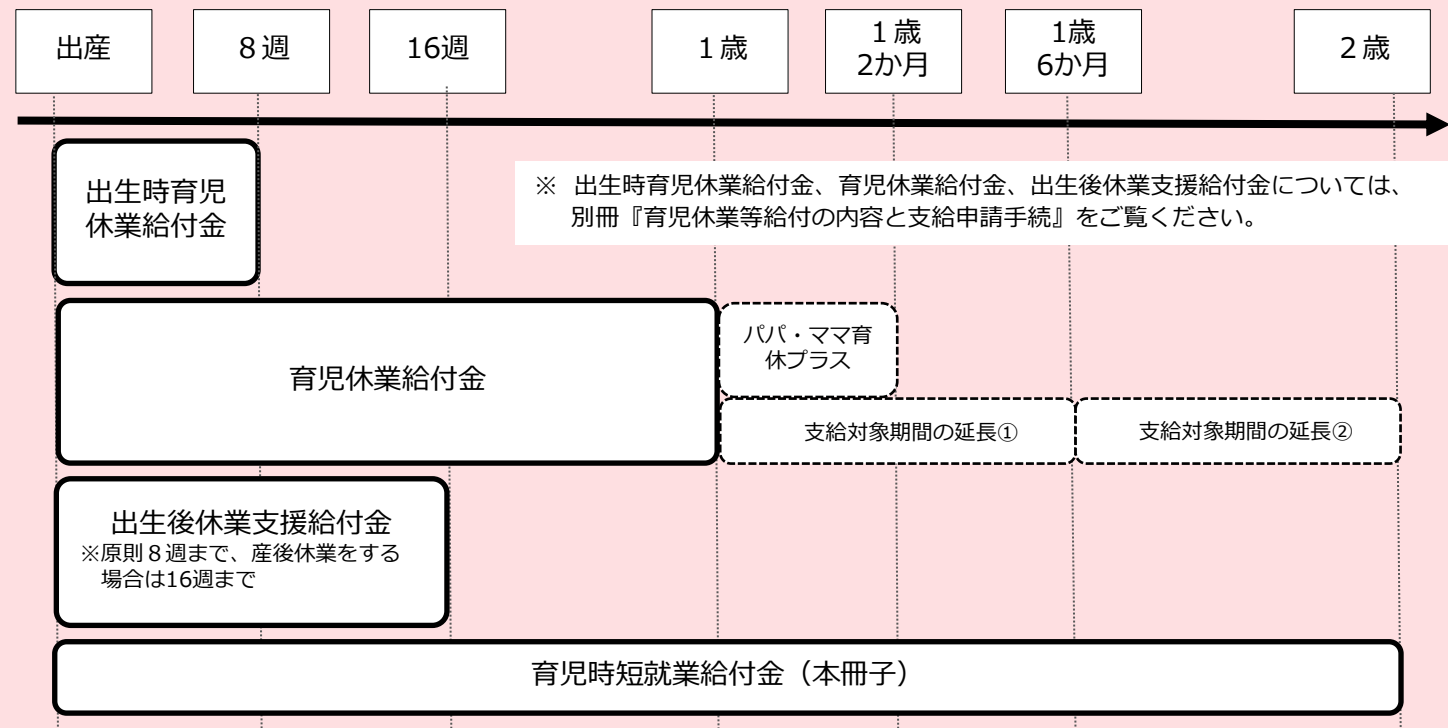 出産
８週
16週
１歳
１歳
2か月
1歳
6か月
２歳
出生時育児
休業給付金
※ 出生時育児休業給付金、育児休業給付金、出生後休業支援給付金については、
別冊『育児休業等給付の内容と支給申請手続』をご覧ください。
育児休業給付金
パパ・ママ育
休プラス
支給対象期間の延長①
支給対象期間の延長②
出生後休業支援給付金
※原則８週まで、産後休業をする
場合は16週まで
育児時短就業給付金（本冊子）